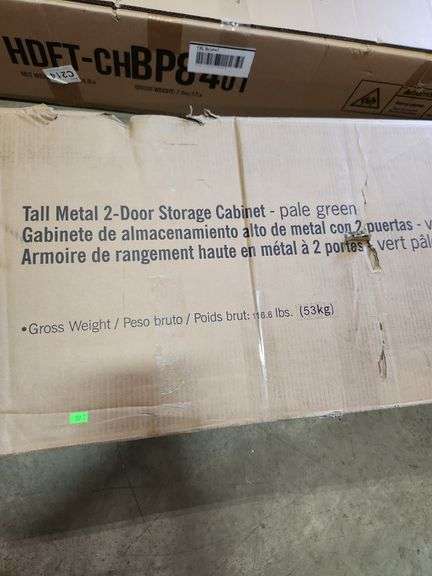 HDFT-CHBP8401
C214
Tall Metal 2-Door Storage Cabinet - pale green
Gabinete de almacenamiento alto de metal con 2 puertas - v
Armoire de rangement haute en métal à 2 portes vert pâl
•Gross Weight / Peso bruto / Poids brut: 116.6 lbs. (53kg)